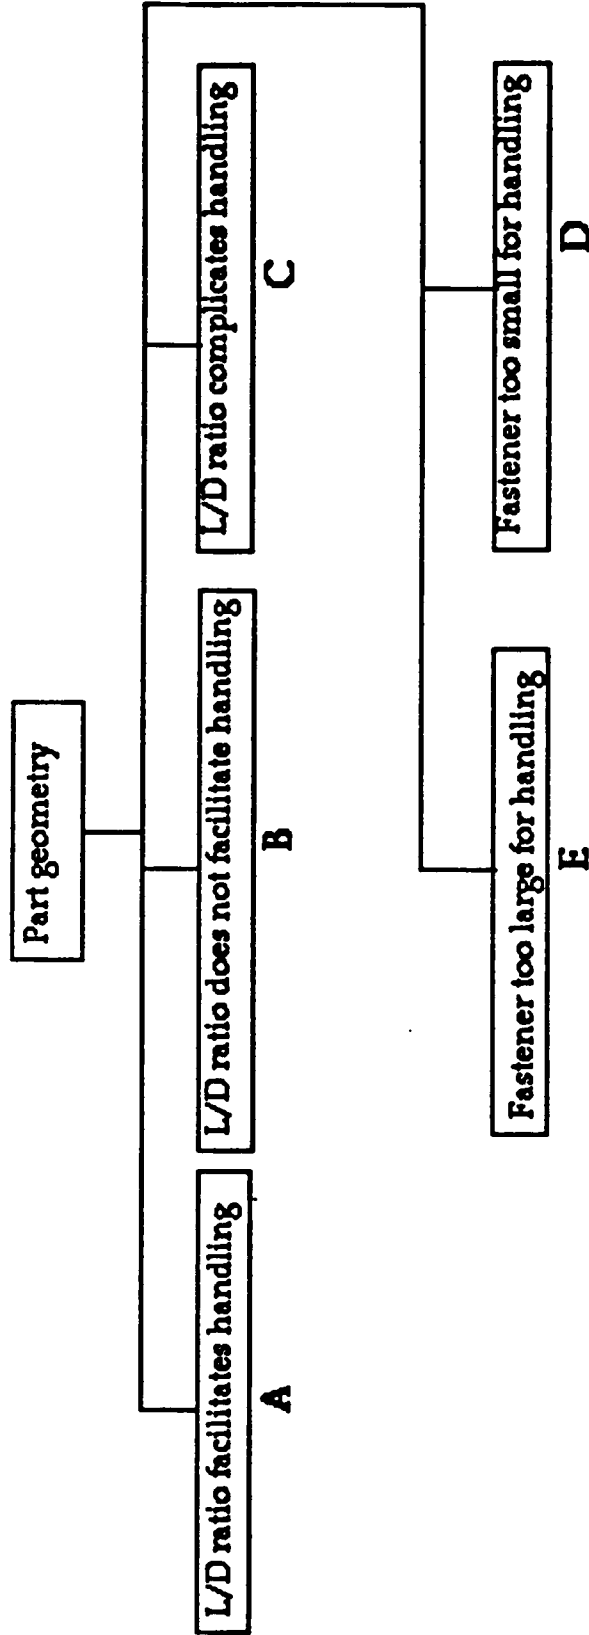 Part geometry
L/D ratio facilitates handling
A
L/D ratio does not facilitate handling
B
L/D ratio complicates handling
C
Fastener too large for handling
E
Fastener too small for handling
D